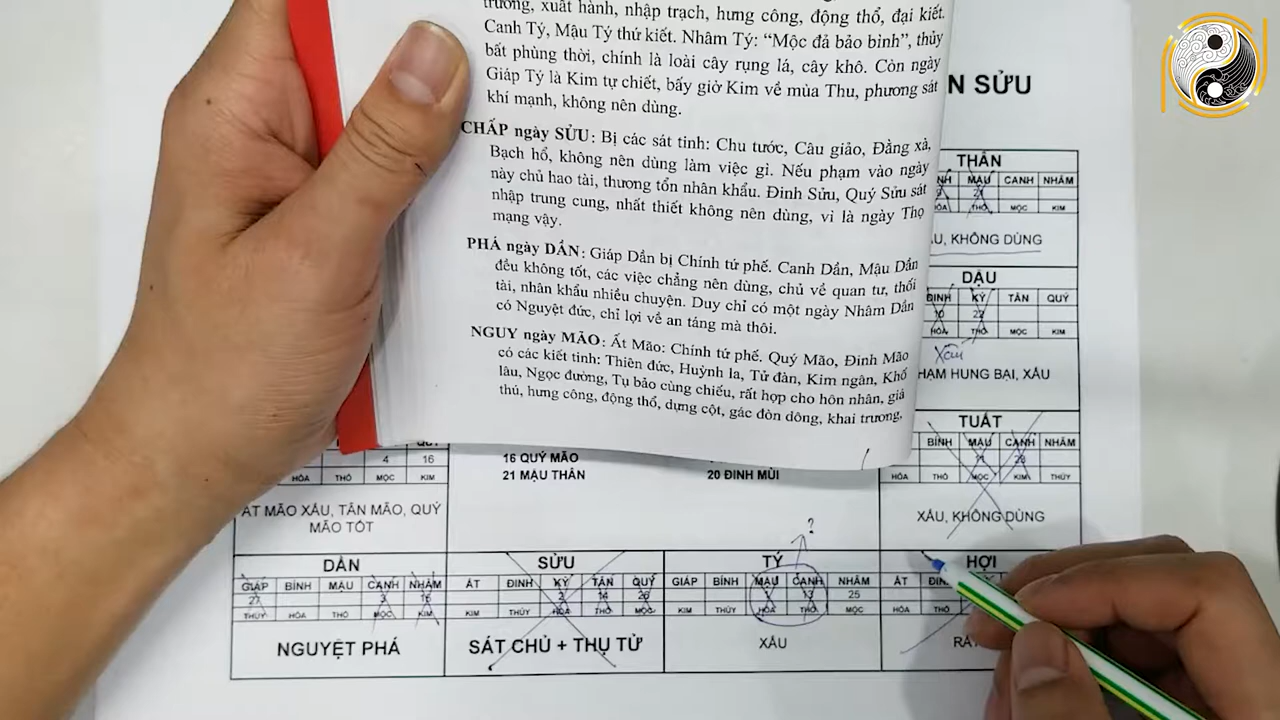 trương, xuất hành, nhập trạch, hưng công, động thổ, đại kiết.
Canh Tý, Mậu Tý thứ kiết. Nhâm Tý: “Mộc đả bảo bình”, thủy
bất phùng thời, chính là loài cây rụng lá, cây khô. Còn ngày
Giáp Tý là Kim tự chiết, bấy giờ Kim về mùa Thu, phương sát
khí mạnh, không nên dùng.
CHẤP ngày SỬU: Bị các sát tinh: Chu tước, Câu giảo, Đằng xà,
Bạch hổ, không nên dùng làm việc gì. Nếu phạm vào ngày
này chủ hao tài, thương tổn nhân khẩu. Đinh Sửu, Quý Sửu sát
nhập trung cung, nhất thiết không nên dùng, vì là ngày Thọ
mạng vậy.
PHÁ ngày DẦN: Giáp Dần bị Chính tứ phế. Canh Dần, Mậu Dần
đều không tốt, các việc chẳng nên dùng, chủ về quan tư, thối
tài, nhân khẩu nhiều chuyện. Duy chỉ có một ngày Nhâm Dần
có Nguyệt đức, chỉ lợi về an táng mà thôi.
NGUY ngày MÃO: Ất Mão: Chính tứ phế. Quý Mão, Đinh Mão
có các kiết tinh: Thiên đức, Huỳnh la, Tử đàn, Kim ngân, Khố
lâu, Ngọc đường, Tụ bảo cùng chiếu, rất hợp cho hôn nhân, giá
thú, hưng công, động thổ, dựng cột, gác đòn dông, khai trương,
N SỬU
THÂN
MẬU CANH NHÂM
THỔ MỘC KIM
KHÔNG DÙNG
DẬU
ĐINH KỶ TÂN QUÝ
10 22
HỎA THỔ MỘC KIM
Xấu
HẠM HUNG BẠI, XẤU
TUẤT
BÍNH MẬU CANH NHÂM
HỎA THỔ MỘC KIM THỦY
XẤU, KHÔNG DÙNG
4 16
HỎA THỔ MỘC KIM
ẤT MÃO XẤU, TÂN MÃO, QUÝ
MÃO TỐT
16 QUÝ MÃO
21 MẬU THÂN
20 ĐINH MÙI
?
DẦN
GIÁP BÍNH MẬU CANH NHÂM
27 3 15
THỦY HỎA THỔ MỘC KIM
NGUYỆT PHÁ
SỬU
ẤT ĐINH KỶ TÂN QUÝ
2 14 26
KIM THỦY HỎA THỔ MỘC
SÁT CHỦ + THỤ TỬ
TÝ
GIÁP BÍNH MẬU CANH NHÂM
1 13 25
KIM THỦY HỎA THỔ MỘC
XẤU
HỢI
ẤT
HỎA THỔ